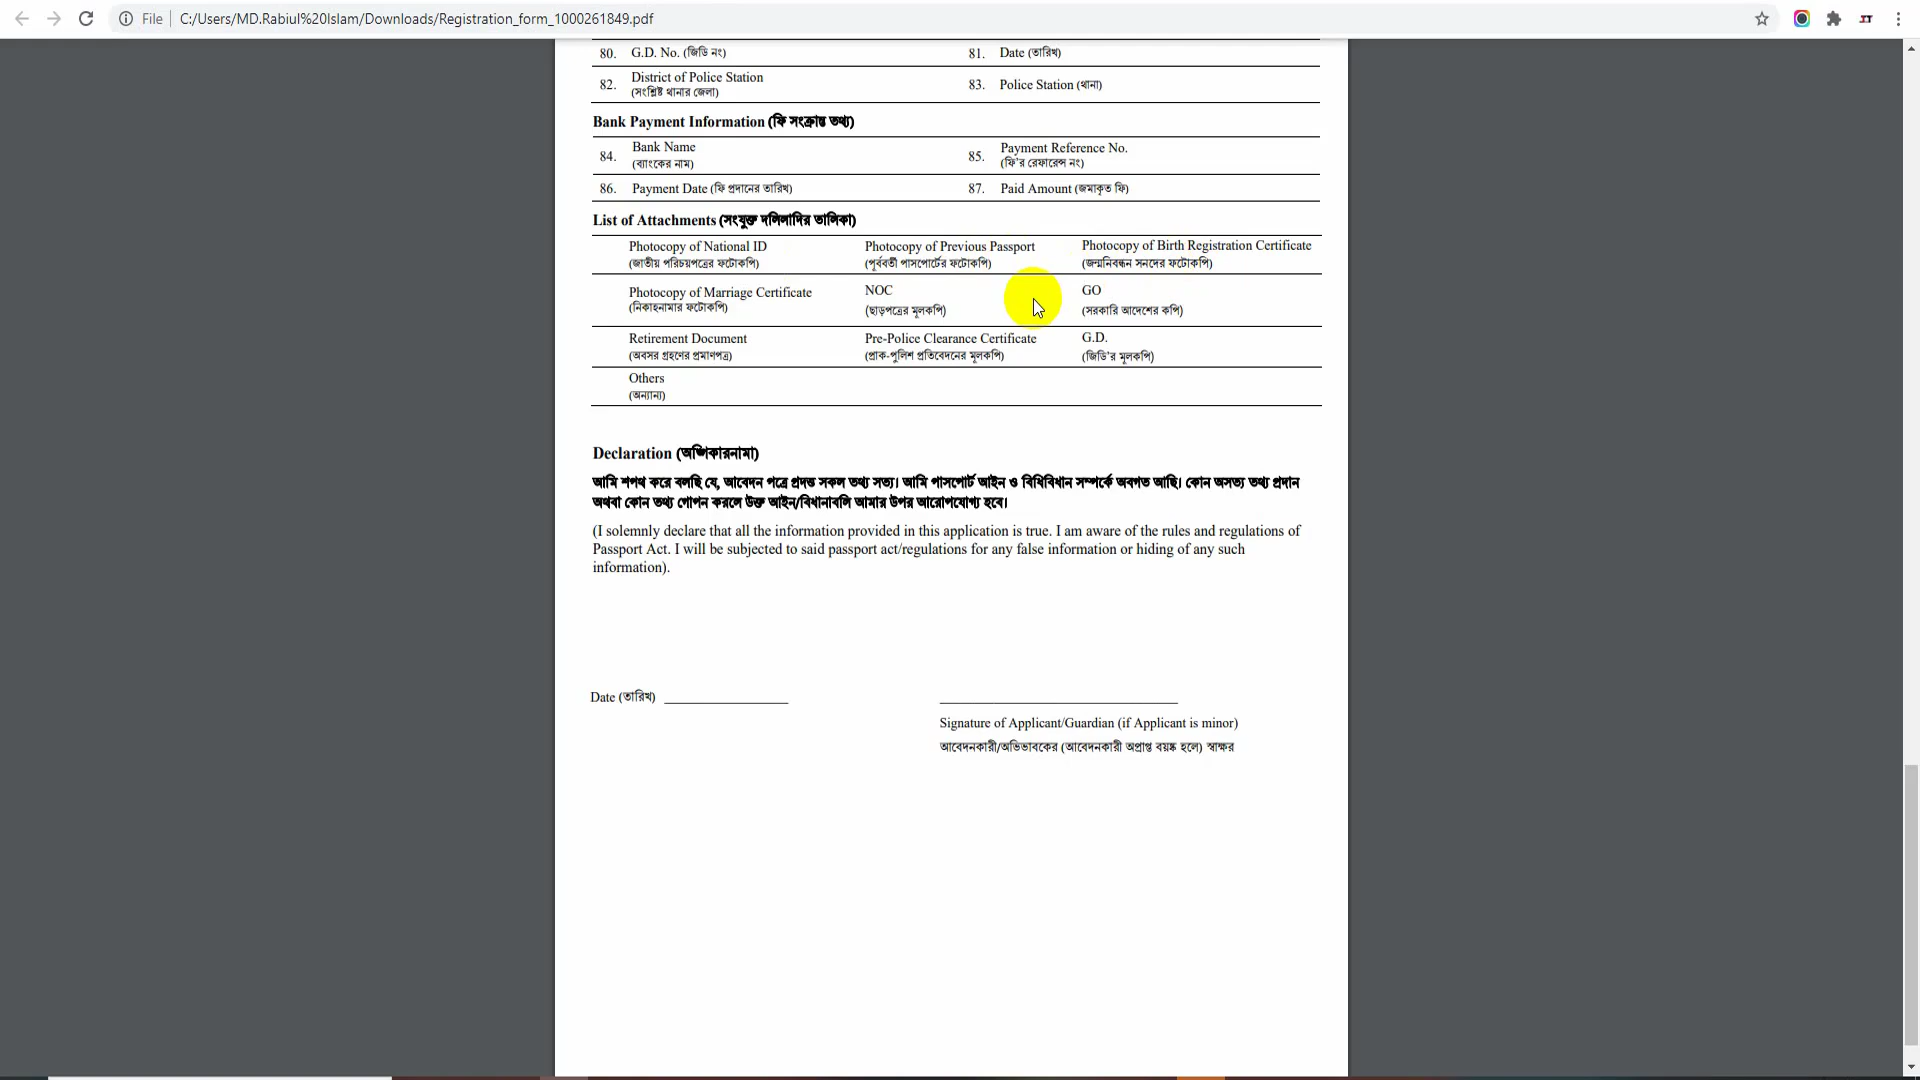 File
C:/Users/MD.Rabiul%20Islam/Downloads/Registration_form_1000261849.pdf
80. G.D. No. (জিডি নং) 81. Date (তারিখ)
82. District of Police Station (সংশ্লিষ্ট থানার জেলা) 83. Police Station (থানা)
Bank Payment Information (ফি সংক্রান্ত তথ্য)
84. Bank Name (ব্যাংকের নাম) 85. Payment Reference No. (ফি'র রেফারেন্স নং)
86. Payment Date (ফি প্রদানের তারিখ) 87. Paid Amount (জমাকৃত ফি)
List of Attachments (সংযুক্ত দলিলাদির তালিকা)
Photocopy of National ID Photocopy of Previous Passport Photocopy of Birth Registration Certificate
(জাতীয় পরিচয়পত্রের ফটোকপি) (পূর্ববর্তী পাসপোর্টের ফটোকপি) (জন্মনিবন্ধন সনদের ফটোকপি)
Photocopy of Marriage Certificate NOC GO
(নিকাহনামার ফটোকপি) (ছাড়পত্রের মূলকপি) (সরকারি আদেশের কপি)
Retirement Document Pre-Police Clearance Certificate G.D.
(অবসর গ্রহণের প্রমাণপত্র) (প্রাক-পুলিশ প্রতিবেদনের মূলকপি) (জিডি'র মূলকপি)
Others
(অন্যান্য)
Declaration (অঙ্গিকারনামা)
আমি শপথ করে বলছি যে, আবেদন পত্রে প্রদত্ত সকল তথ্য সত্য। আমি পাসপোর্ট আইন ও বিধিবিধান সম্পর্কে অবগত আছি। কোন অসত্য তথ্য প্রদান
অথবা কোন তথ্য গোপন করলে উক্ত আইন/বিধানাবলি আমার উপর আরোপযোগ্য হবে।
(I solemnly declare that all the information provided in this application is true. I am aware of the rules and regulations of
Passport Act. I will be subjected to said passport act/regulations for any false information or hiding of any such
information).
Date (তারিখ)
Signature of Applicant/Guardian (if Applicant is minor)
আবেদনকারী/অভিভাবকের (আবেদনকারী অপ্রাপ্ত বয়স্ক হলে) স্বাক্ষর